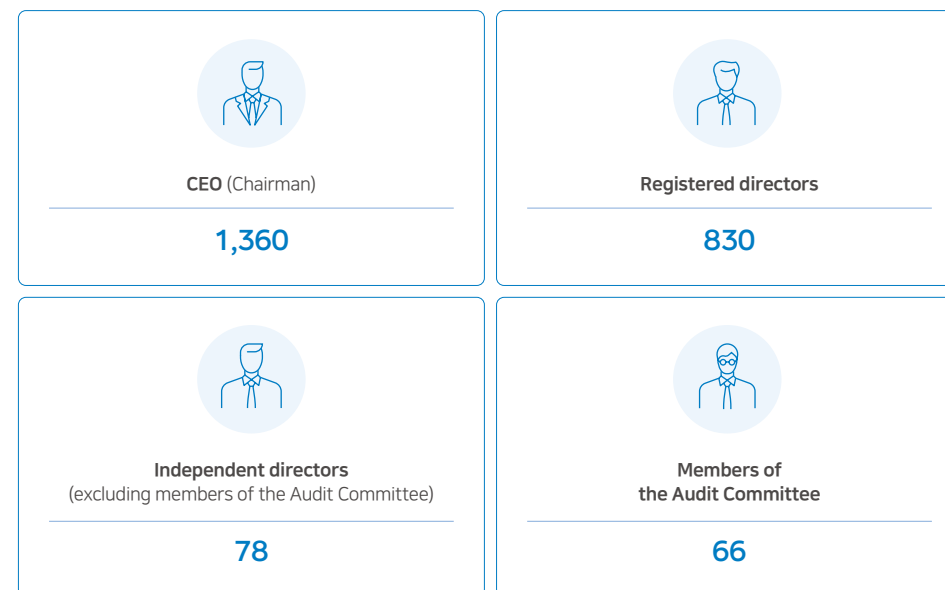 CEO (Chairman)
1,360
Registered directors
830
Independent directors
(excluding members of the Audit Committee)
78
Members of
the Audit Committee
66